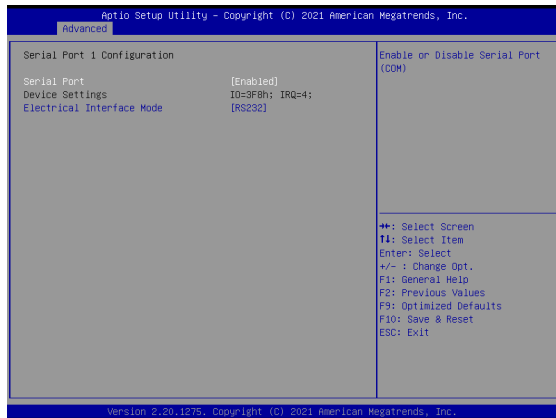 Aptio Setup Utility – Copyright (C) 2021 American Megatrends, Inc.
Advanced
Serial Port 1 Configuration
Serial Port [Enabled]
Device Settings IO=3F8h; IRQ=4;
Electrical Interface Mode [RS232]
Enable or Disable Serial Port
(COM)
→←: Select Screen
↑↓: Select Item
Enter: Select
+/- : Change Opt.
F1: General Help
F2: Previous Values
F9: Optimized Defaults
F10: Save & Reset
ESC: Exit
Version 2.20.1275. Copyright (C) 2021 American Megatrends, Inc.